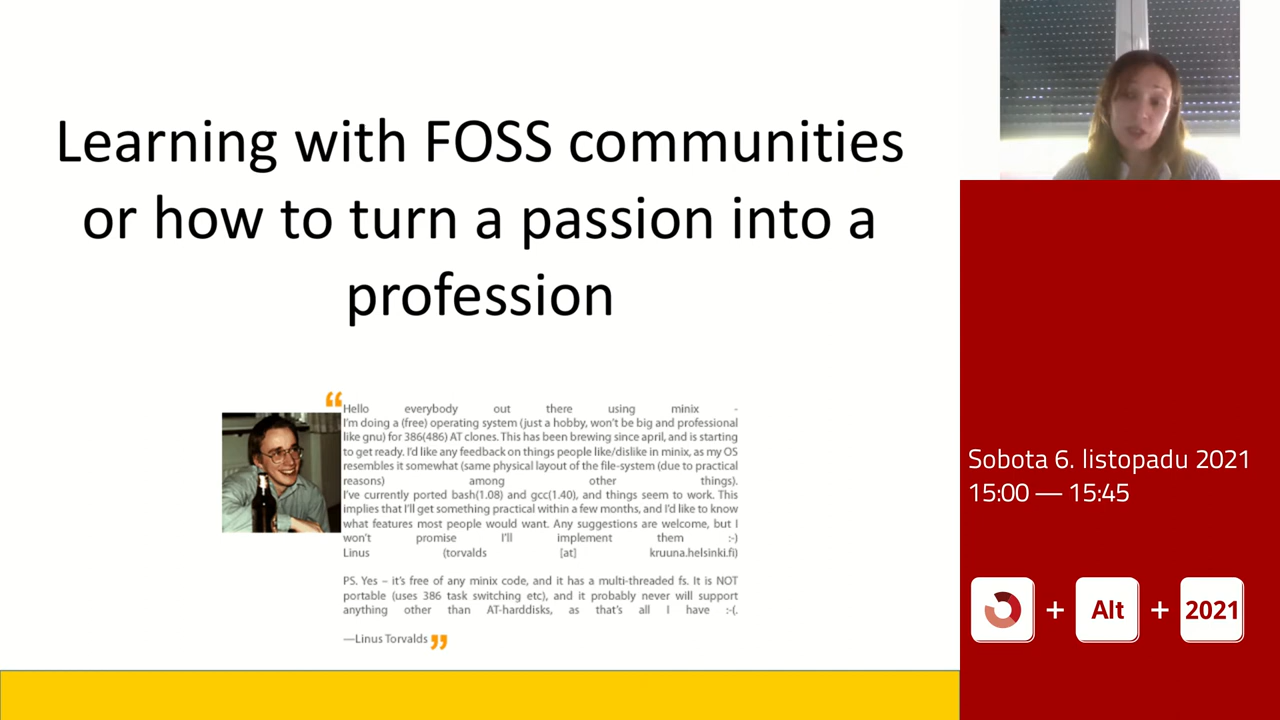 Learning with FOSS communities
or how to turn a passion into a
profession
“
Hello everybody out there using minix -
I’m doing a (free) operating system (just a hobby, won’t be big and professional
like gnu) for 386(486) AT clones. This has been brewing since april, and is starting
to get ready. I’d like any feedback on things people like/dislike in minix, as my OS
resembles it somewhat (same physical layout of the file-system (due to practical
reasons) among other things).
I’ve currently ported bash(1.08) and gcc(1.40), and things seem to work. This
implies that I’ll get something practical within a few months, and I’d like to know
what features most people would want. Any suggestions are welcome, but I
won’t promise I’ll implement them :-)
Linus (torvalds [at] kruuna.helsinki.fi)
PS. Yes – it’s free of any minix code, and it has a multi-threaded fs. It is NOT
portable (uses 386 task switching etc), and it probably never will support
anything other than AT-harddisks, as that’s all I have :-(.
—Linus Torvalds ”
Sobota 6. listopadu 2021
15:00 — 15:45
+ Alt + 2021